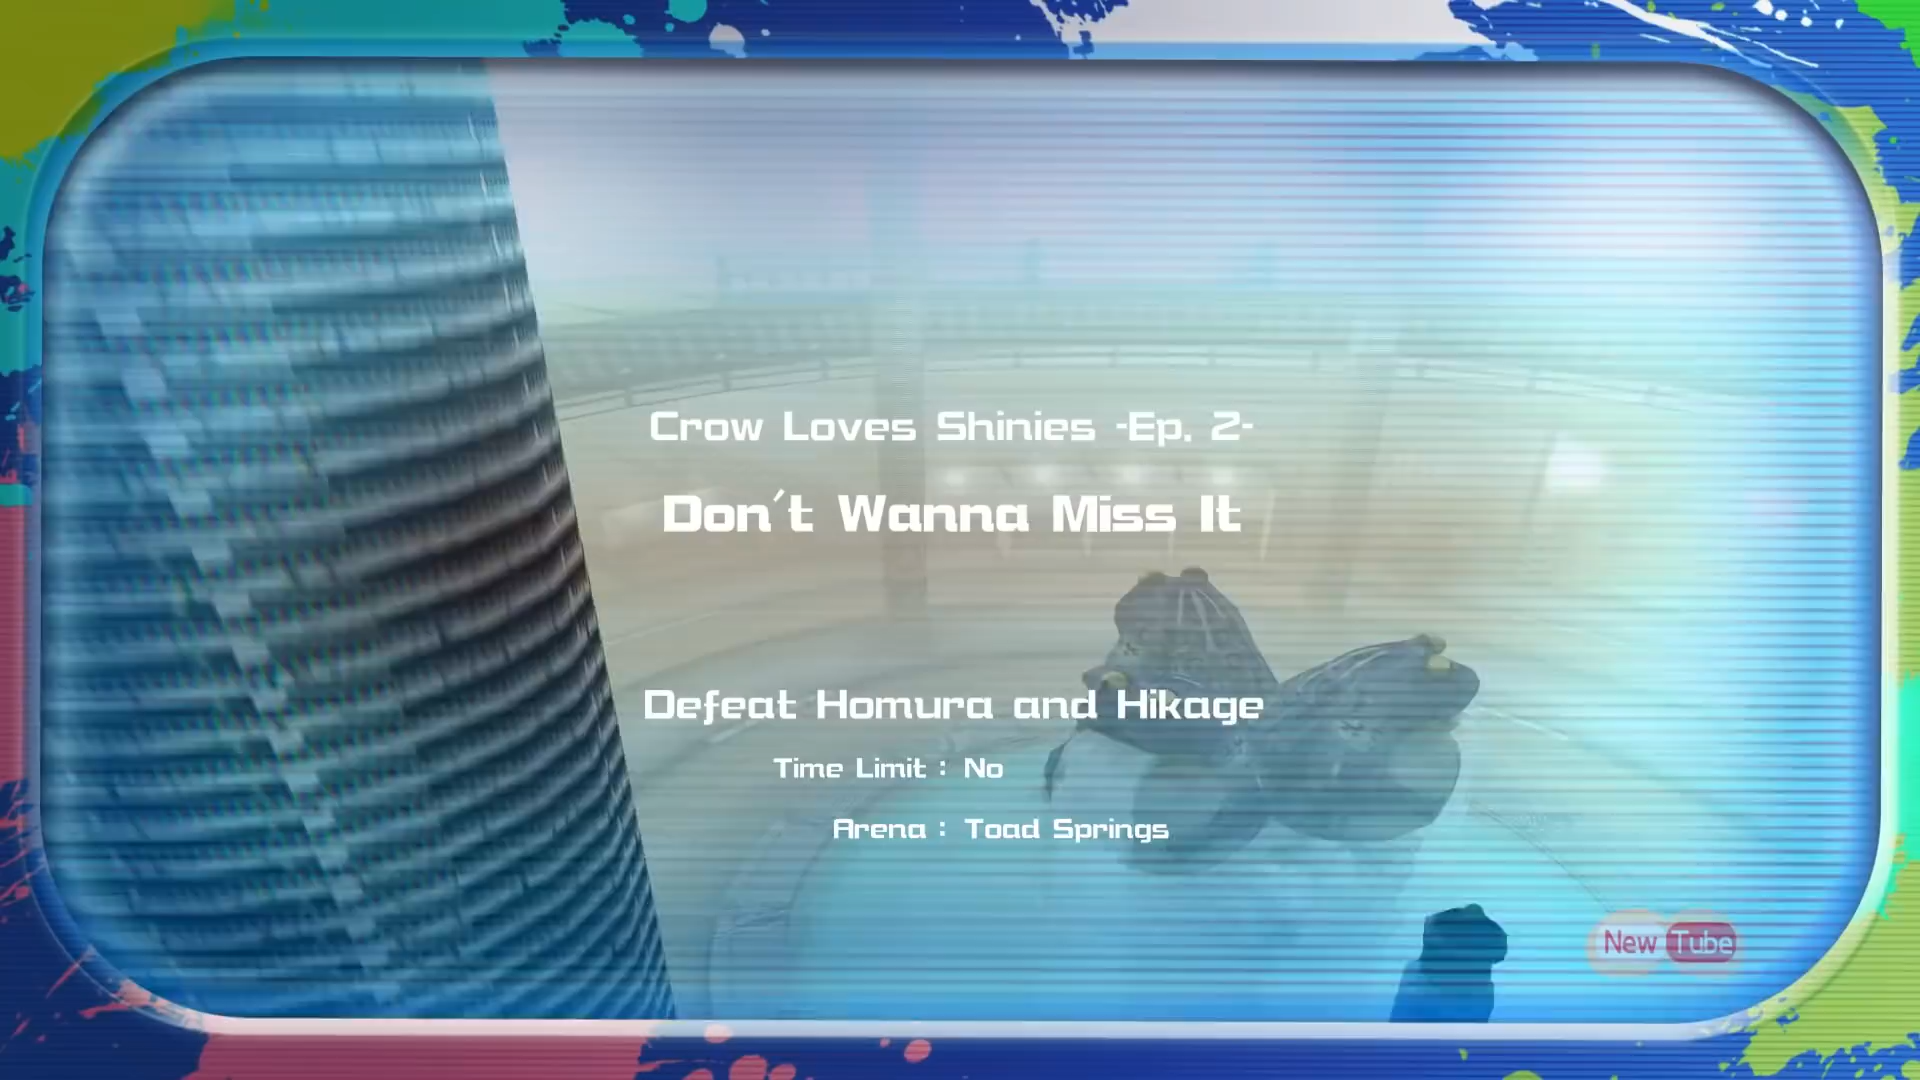 Crow Loves Shinies -Ep. 2-
Don't Wanna Miss It
Defeat Homura and Hikage
Time Limit : No
Arena : Toad Springs
New Tube